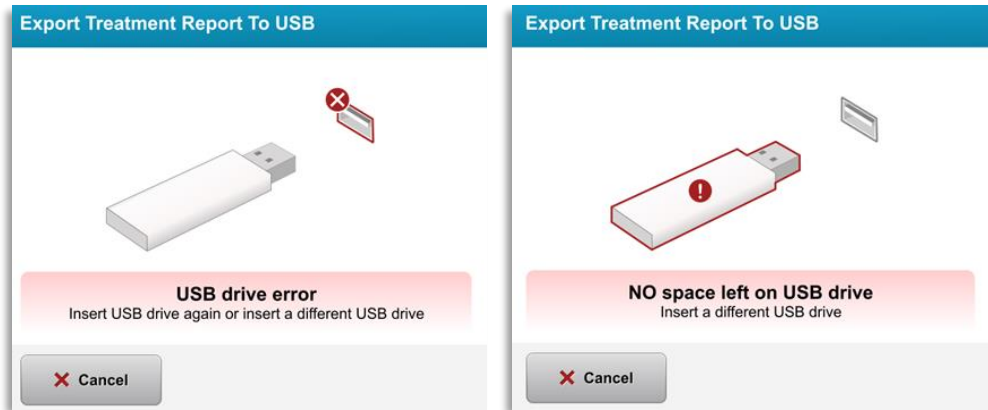 Export Treatment Report To USB
USB drive error
Insert USB drive again or insert a different USB drive
Cancel
Export Treatment Report To USB
NO space left on USB drive
Insert a different USB drive
Cancel